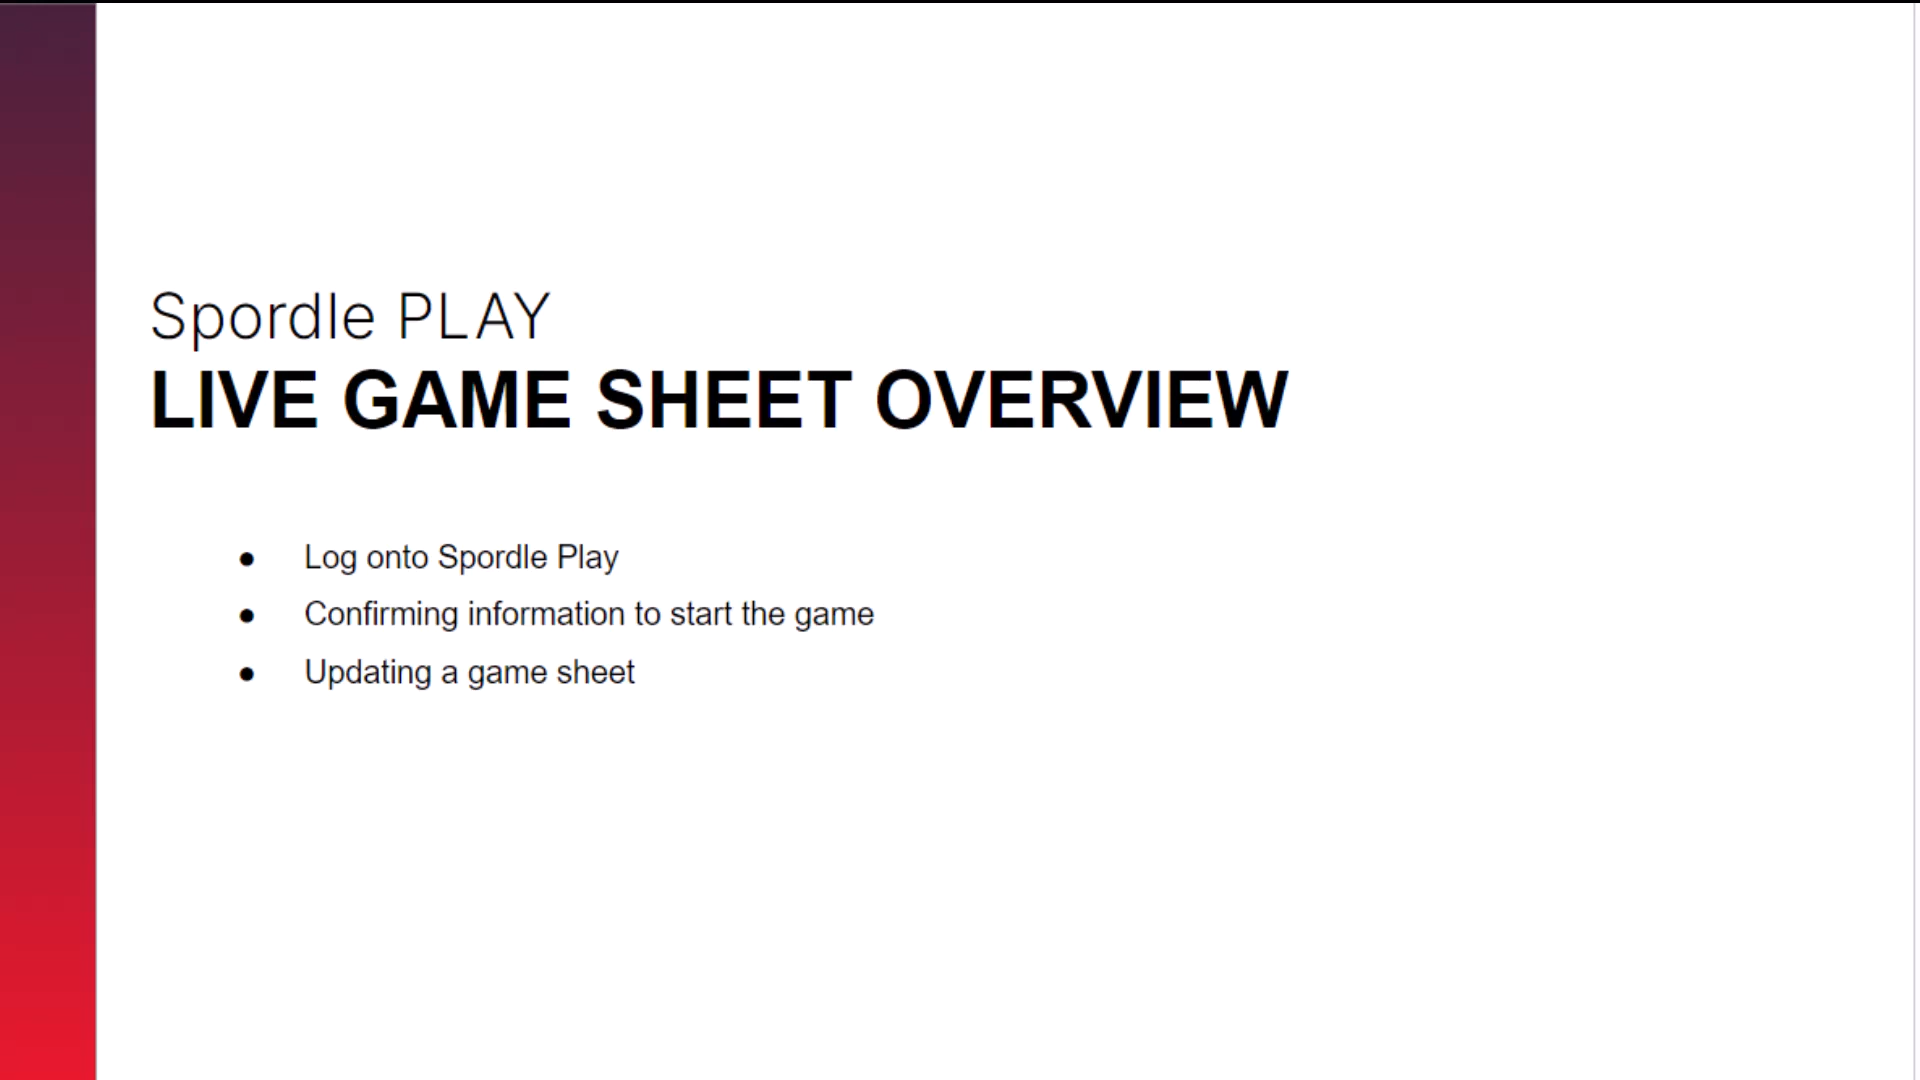 Spordle PLAY
LIVE GAME SHEET OVERVIEW
● Log onto Spordle Play
● Confirming information to start the game
● Updating a game sheet